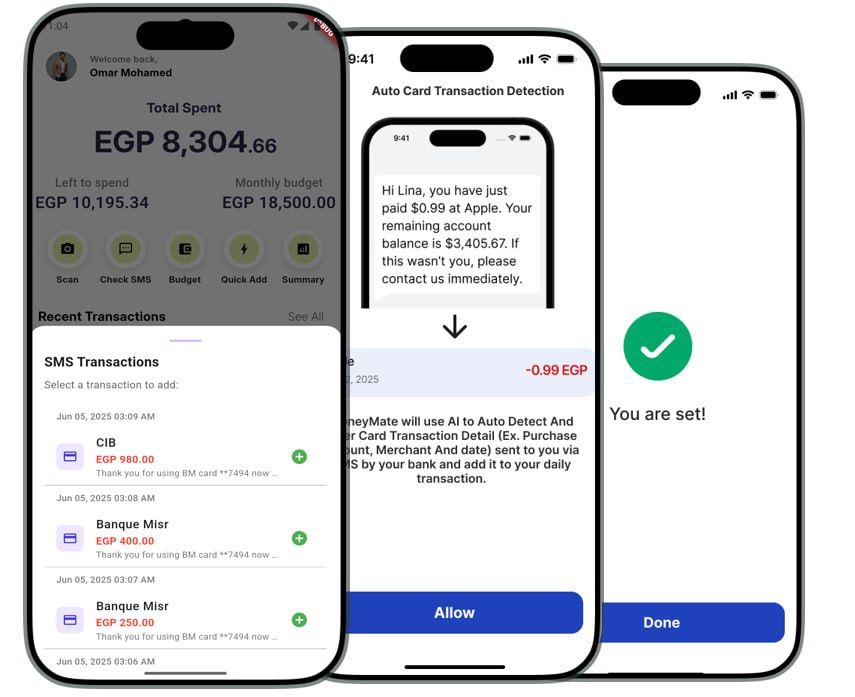 1:04
DEBUG
Welcome back,
Omar Mohamed
Total Spent
EGP 8,304.66
Left to spend
Monthly budget
EGP 10,195.34
EGP 18,500.00
Scan
Check SMS
Budget
Quick Add
Summary
Recent Transactions
See All
SMS Transactions
Select a transaction to add:
Jun 05, 2025 03:09 AM
CIB
EGP 980.00
Thank you for using BM card **7494 now ...
Jun 05, 2025 03:08 AM
Banque Misr
EGP 400.00
Thank you for using BM card **7494 now ...
Jun 05, 2025 03:07 AM
Banque Misr
EGP 250.00
Thank you for using BM card **7494 now ...
Jun 05, 2025 03:06 AM
9:41
Auto Card Transaction Detection
9:41
Hi Lina, you have just
paid $0.99 at Apple. Your
remaining account
balance is $3,405.67. If
this wasn't you, please
contact us immediately.
-0.99 EGP
, 2025
neyMate will use AI to Auto Detect And
r Card Transaction Detail (Ex. Purchase
unt, Merchant And date) sent to you via
MS by your bank and add it to your daily
transaction.
Allow
You are set!
Done